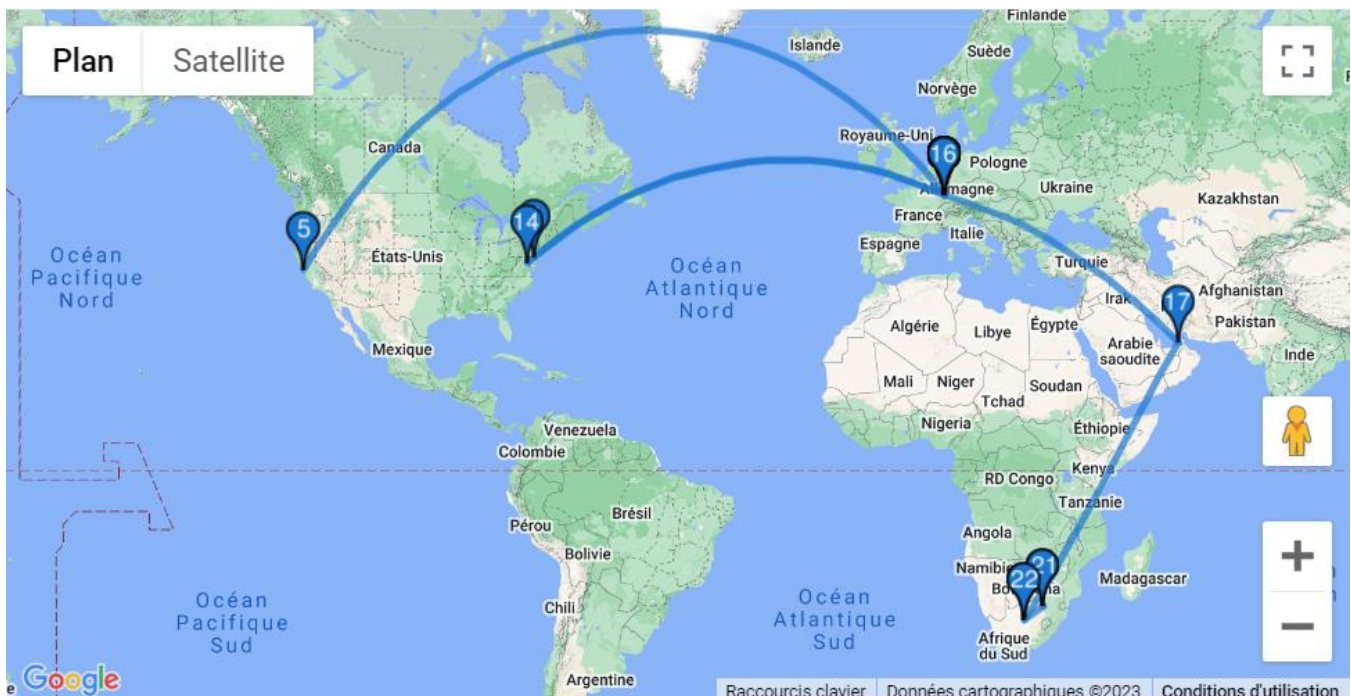 Plan
Satellite
Finlande
Islande
Suède
Norvège
Canada
Royaume-Uni
16
Pologne
Allemagne
Ukraine
Kazakhstan
France
5
14
Italie
Espagne
Turquie
États-Unis
Océan
Pacifique
Nord
Océan
Atlantique
Nord
Irak
Afghanistan
17
Pakistan
Algérie
Libye
Égypte
Arabie
saoudite
Inde
Mexique
Mali
Niger
Soudan
Tchad
Nigeria
Éthiopie
Venezuela
Colombie
RD Congo
Kenya
Tanzanie
Brésil
Pérou
Angola
Bolivie
21
22
Madagascar
Océan
Pacifique
Sud
Océan
Atlantique
Sud
Chili
Afrique
du Sud
Argentine
Google
Raccourcis clavier
Données cartographiques ©2023
Conditions d'utilisation